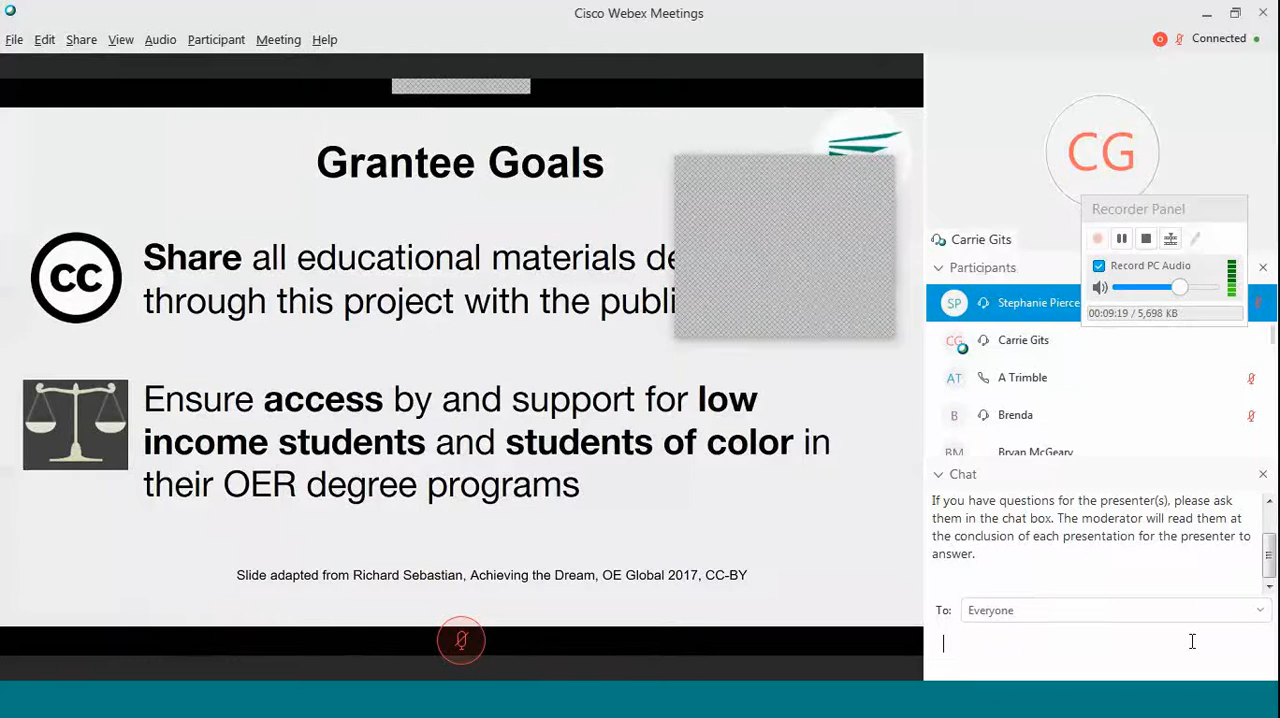 Cisco Webex Meetings
File Edit Share View Audio Participant Meeting Help
Connected
Grantee Goals
CC
Share all educational materials de
through this project with the publi
Ensure access by and support for low
income students and students of color in
their OER degree programs
Slide adapted from Richard Sebastian, Achieving the Dream, OE Global 2017, CC-BY
CG
Recorder Panel
Record PC Audio
00:09:19 / 5,698 KB
Carrie Gits
Participants
SP Stephanie Pierce
CG Carrie Gits
AT A Trimble
B Brenda
BM Bryan McGeary
Chat
If you have questions for the presenter(s), please ask
them in the chat box. The moderator will read them at
the conclusion of each presentation for the presenter to
answer.
To: Everyone